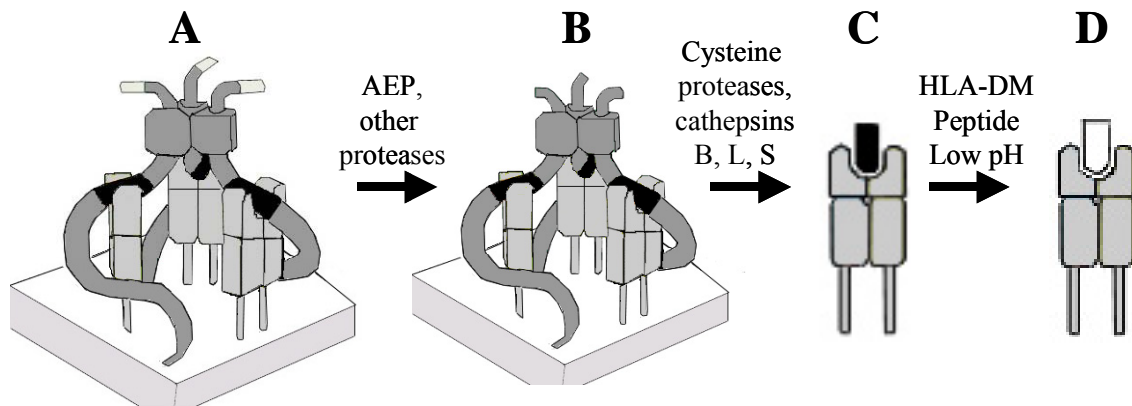 A
AEP,
other
proteases
B
Cysteine
proteases,
cathepsins
B, L, S
C
HLA-DM
Peptide
Low pH
D